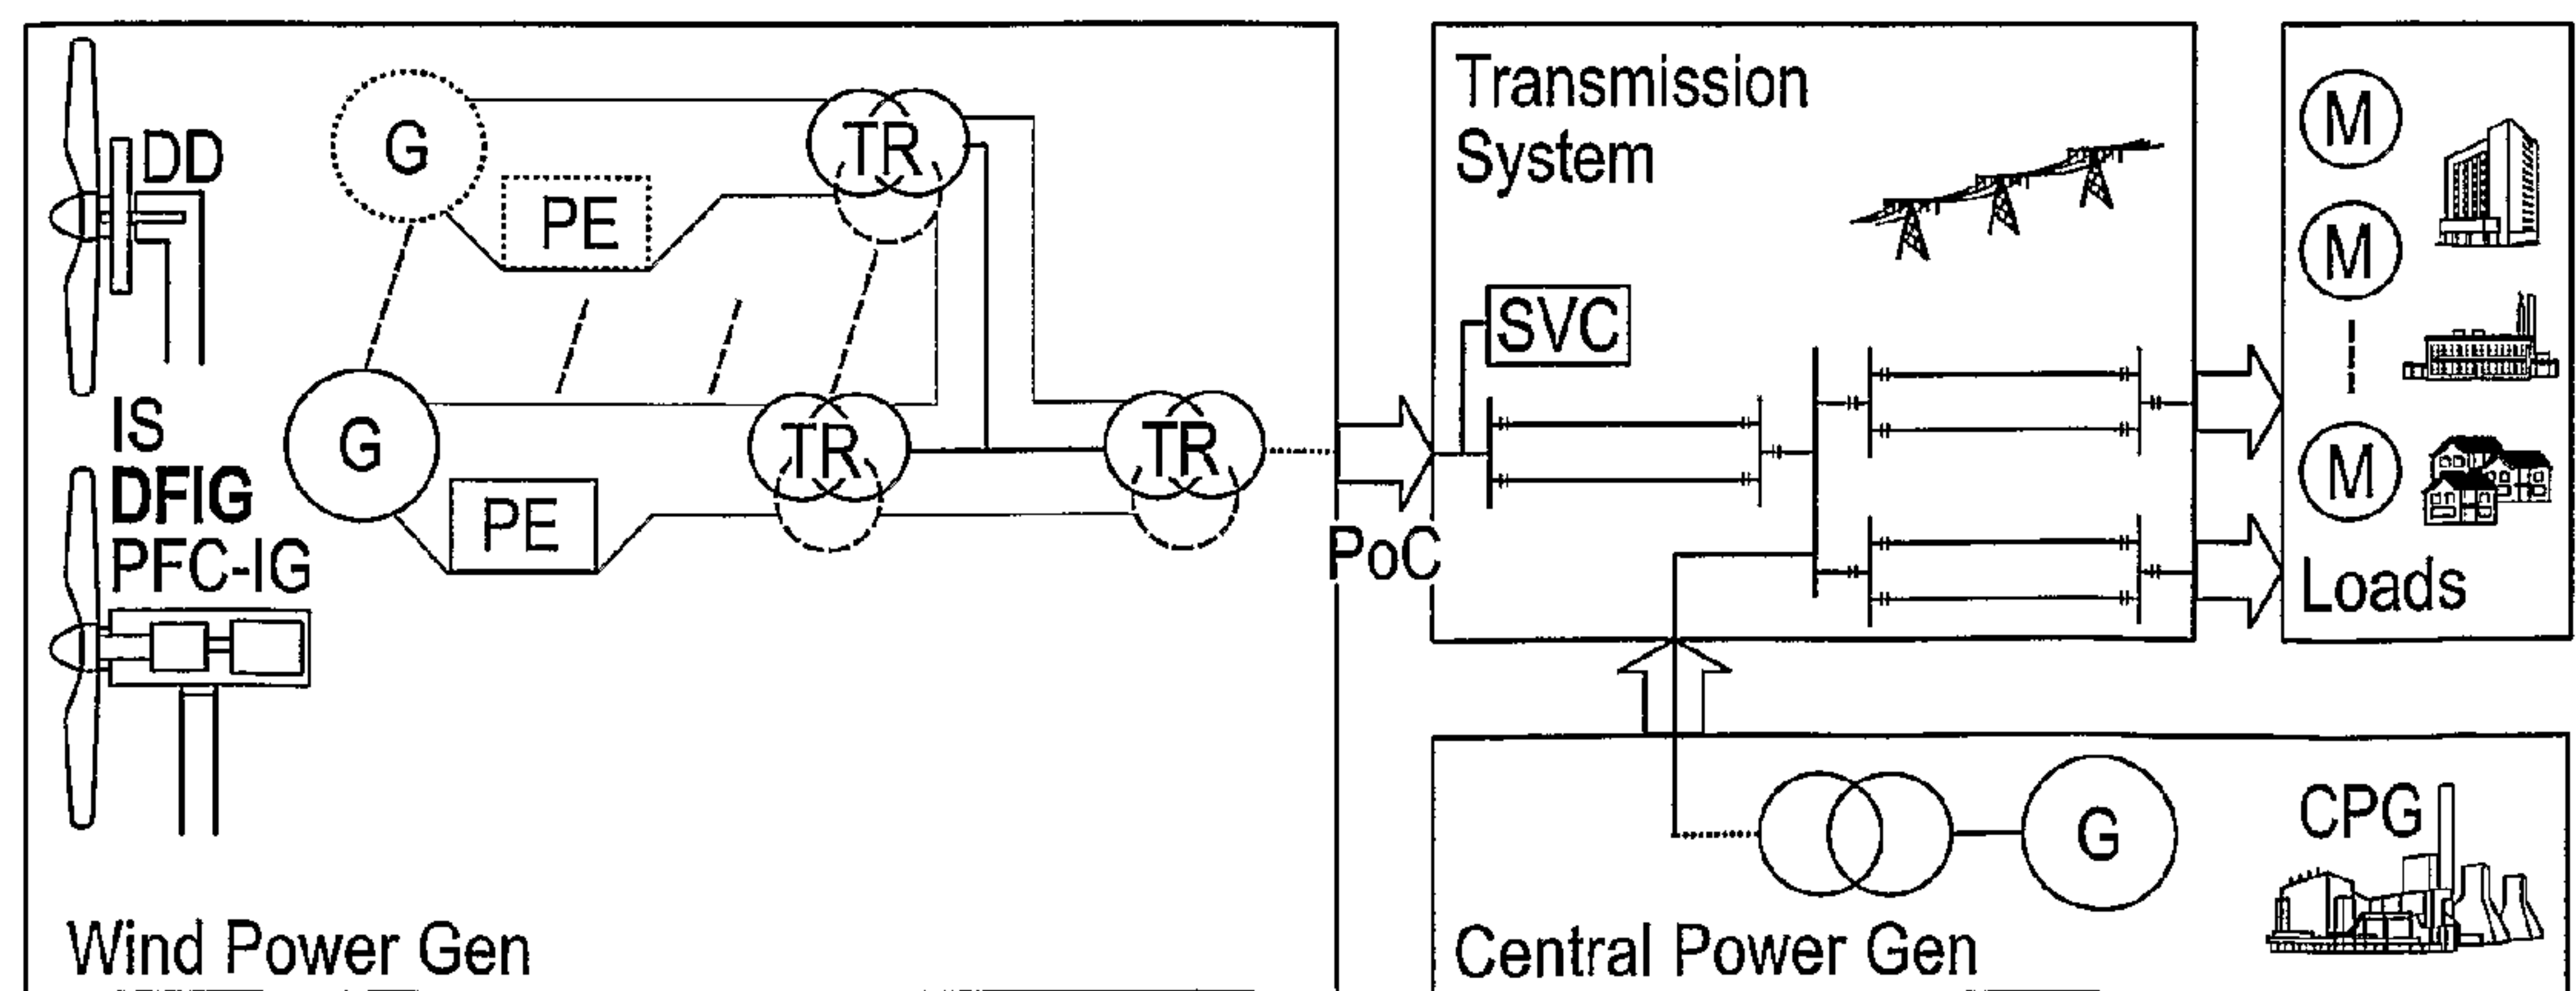 DD
G
PE
TR
IS
DFIG
PFC-IG
G
PE
TR
TR
Wind Power Gen
PoC
Transmission
System
SVC
M
M
M
Loads
G
CPG
Central Power Gen